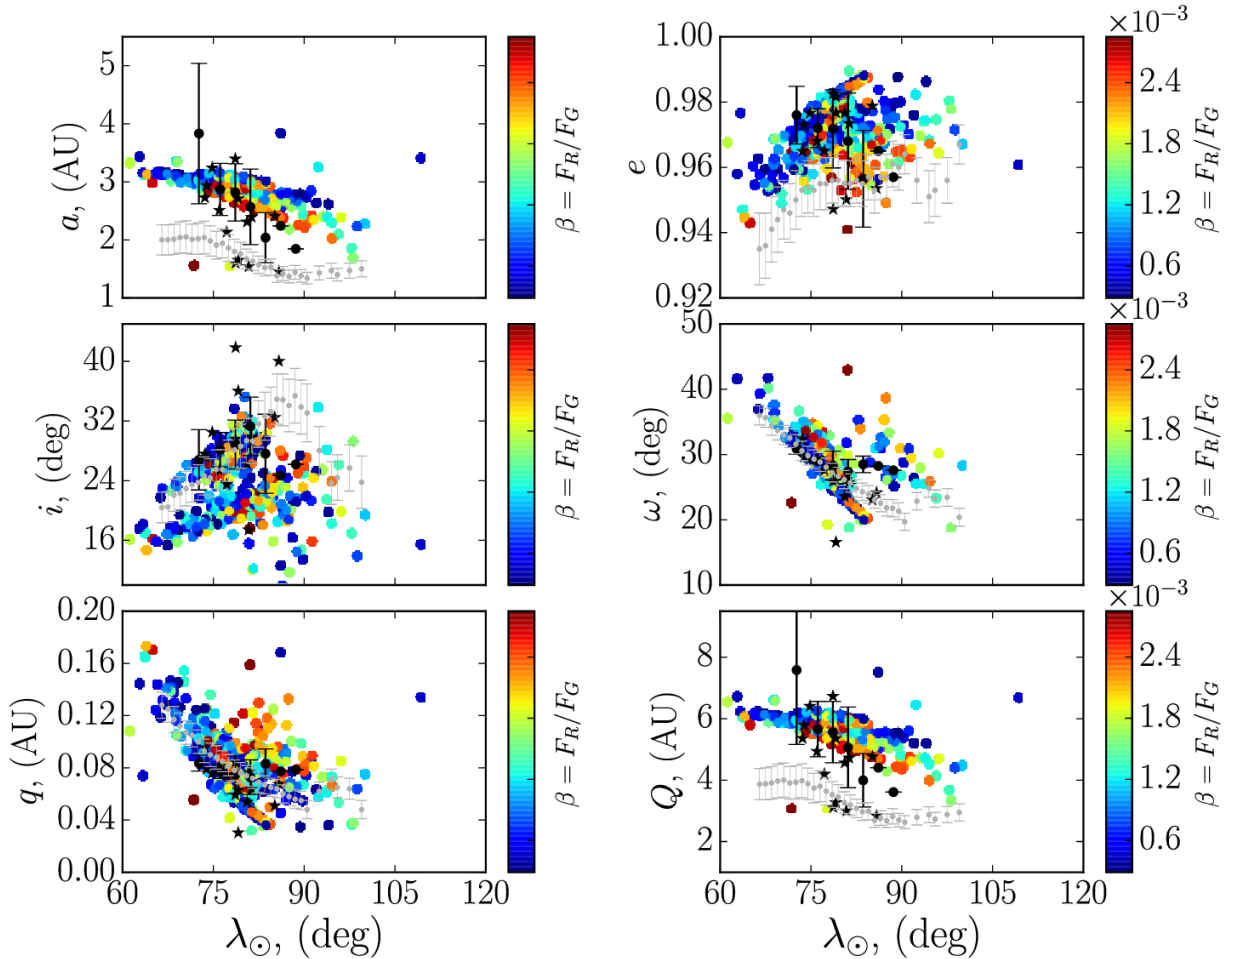 ×10⁻³
5
4
3
2
1
a, (AU)
β = F_R/F_G
1.00
0.98
0.96
0.94
0.92
e
2.4
1.8
1.2
0.6
β = F_R/F_G
×10⁻³
40
32
24
16
i, (deg)
β = F_R/F_G
50
40
30
20
10
ω, (deg)
2.4
1.8
1.2
0.6
β = F_R/F_G
×10⁻³
0.20
0.16
0.12
0.08
0.04
0.00
q, (AU)
60 75 90 105 120
λ☉, (deg)
β = F_R/F_G
8
6
4
2
Q, (AU)
60 75 90 105 120
λ☉, (deg)
2.4
1.8
1.2
0.6
β = F_R/F_G